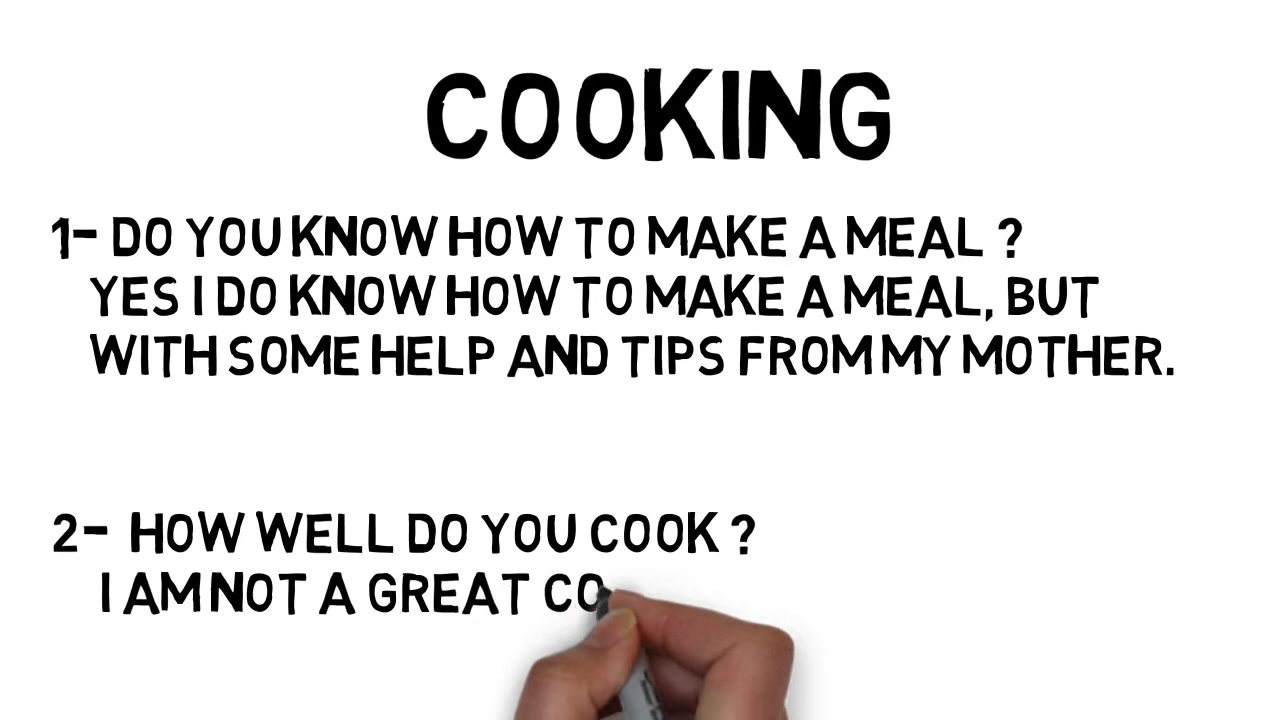 COOKING
1- DO YOU KNOW HOW TO MAKE A MEAL ?
YES I DO KNOW HOW TO MAKE A MEAL, BUT
WITH SOME HELP AND TIPS FROM MY MOTHER.
2- HOW WELL DO YOU COOK ?
I AM NOT A GREAT CO